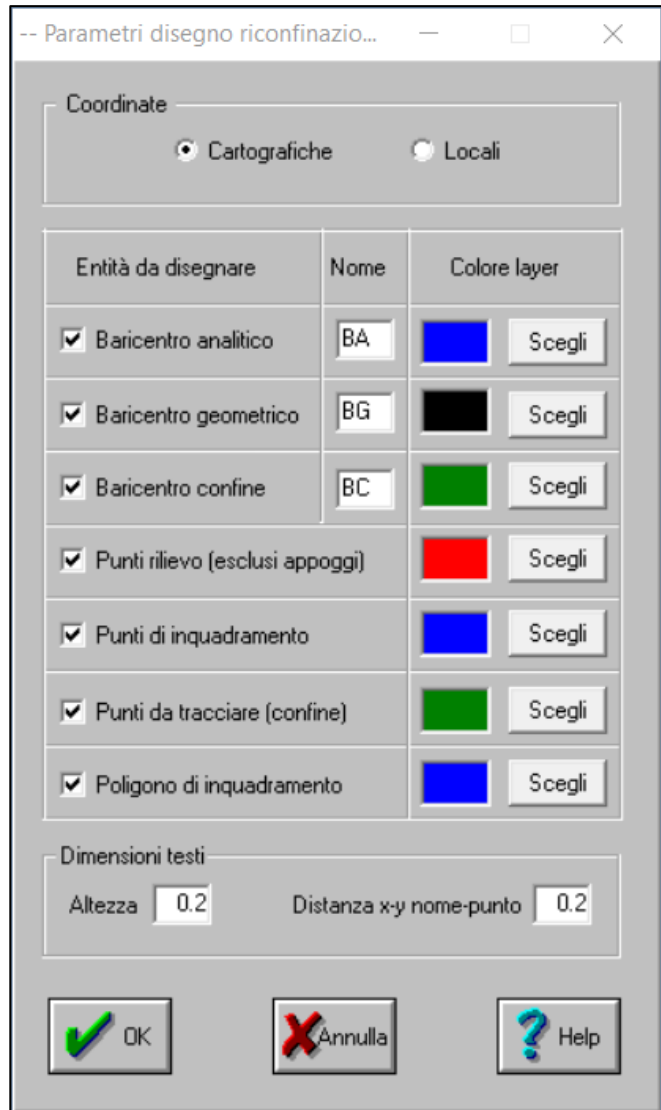 -- Parametri disegno riconfinazio...
Coordinate
Cartografiche Locali
Entità da disegnare Nome Colore layer
Baricentro analitico BA Scegli
Baricentro geometrico BG Scegli
Baricentro confine BC Scegli
Punti rilievo (esclusi appoggi) Scegli
Punti di inquadramento Scegli
Punti da tracciare (confine) Scegli
Poligono di inquadramento Scegli
Dimensioni testi
Altezza 0.2 Distanza x-y nome-punto 0.2
OK Annulla Help